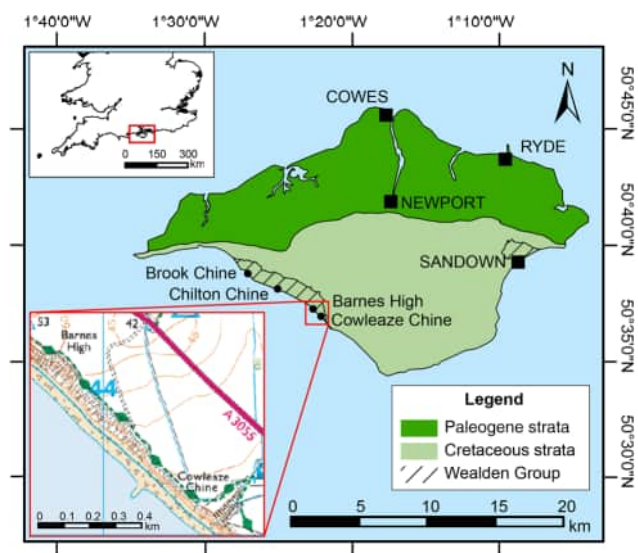 1°40'0"W 1°30'0"W 1°20'0"W 1°10'0"W
50°45'0"N
50°40'0"N
50°35'0"N
50°30'0"N
0 150 300
km
N
COWES
RYDE
NEWPORT
SANDOWN
Brook Chine
Chilton Chine
Barnes High
Cowleaze Chine
53
42
Barnes
High
44
A 3055
Cowleaze
Chine
0 0.1 0.2 0.3 0.4
km
Legend
Paleogene strata
Cretaceous strata
Wealden Group
0 5 10 15 20
km